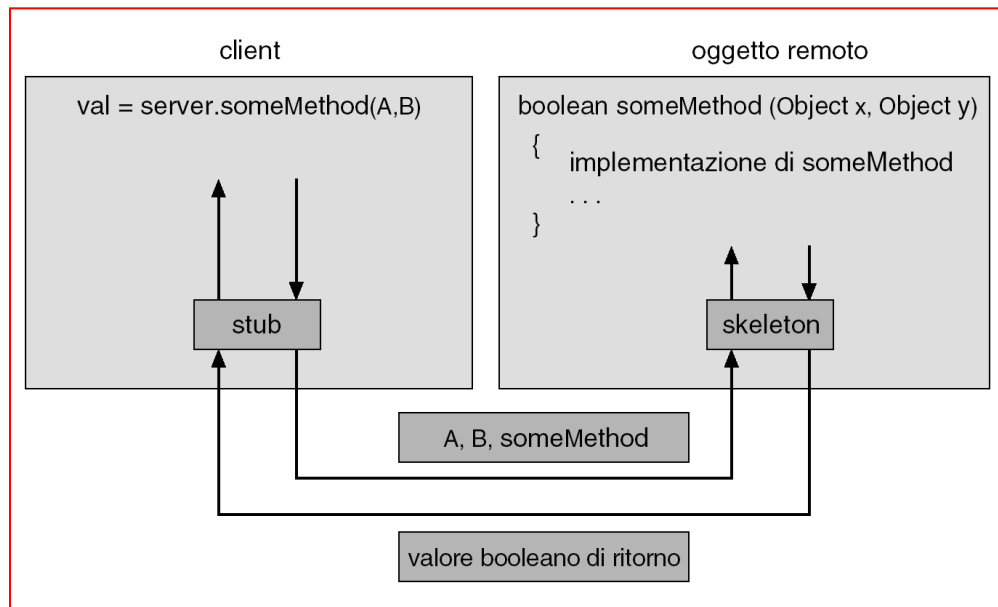 client
oggetto remoto
val = server.someMethod(A,B)
boolean someMethod (Object x, Object y)
{
implementazione di someMethod
. . .
}
stub
skeleton
A, B, someMethod
valore booleano di ritorno